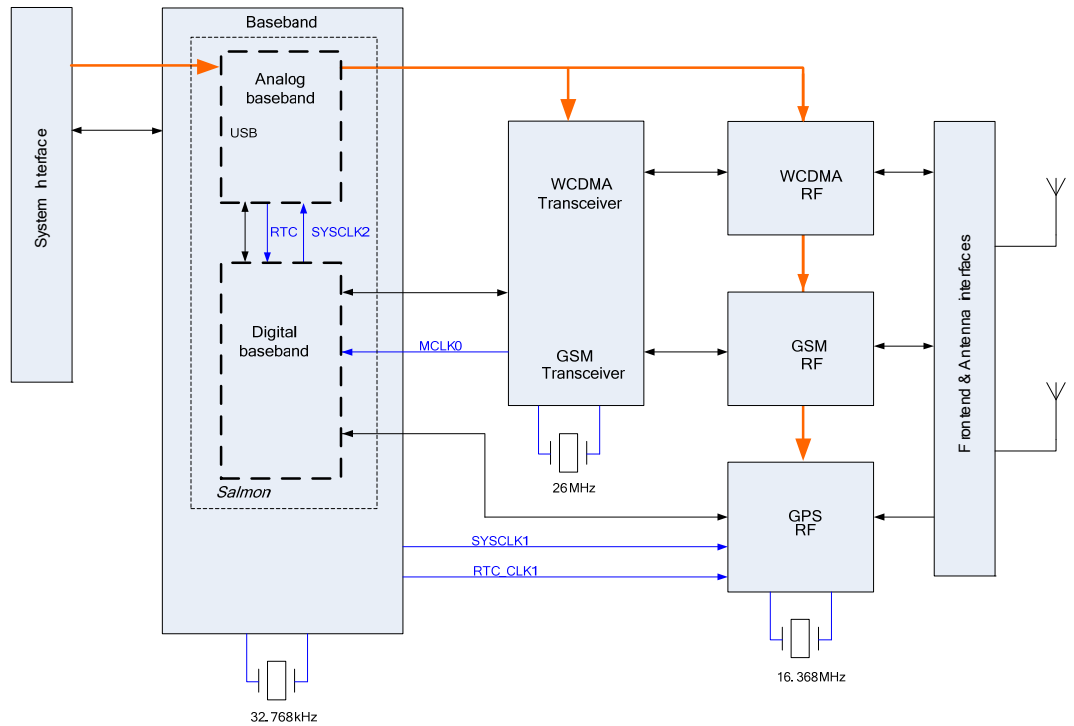 Baseband
System Interface
Analog
baseband
USB
RTC
SYSCLK2
Digital
baseband
Salmon
MCLK0
WCDMA
Transceiver
GSM
Transceiver
26MHz
WCDMA
RF
GSM
RF
GPS
RF
Frontend & Antenna interfaces
SYSCLK1
RTC_CLK1
16.368MHz
32.768kHz